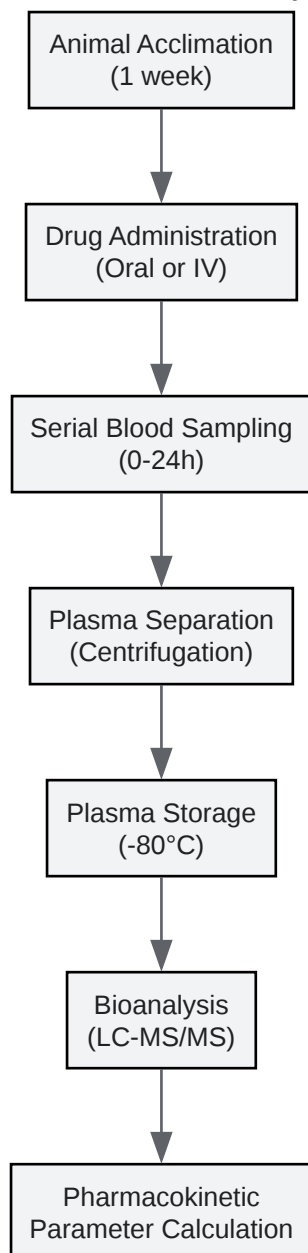 Animal Acclimation
(1 week)
Drug Administration
(Oral or IV)
Serial Blood Sampling
(0-24h)
Plasma Separation
(Centrifugation)
Plasma Storage
(-80°C)
Bioanalysis
(LC-MS/MS)
Pharmacokinetic
Parameter Calculation